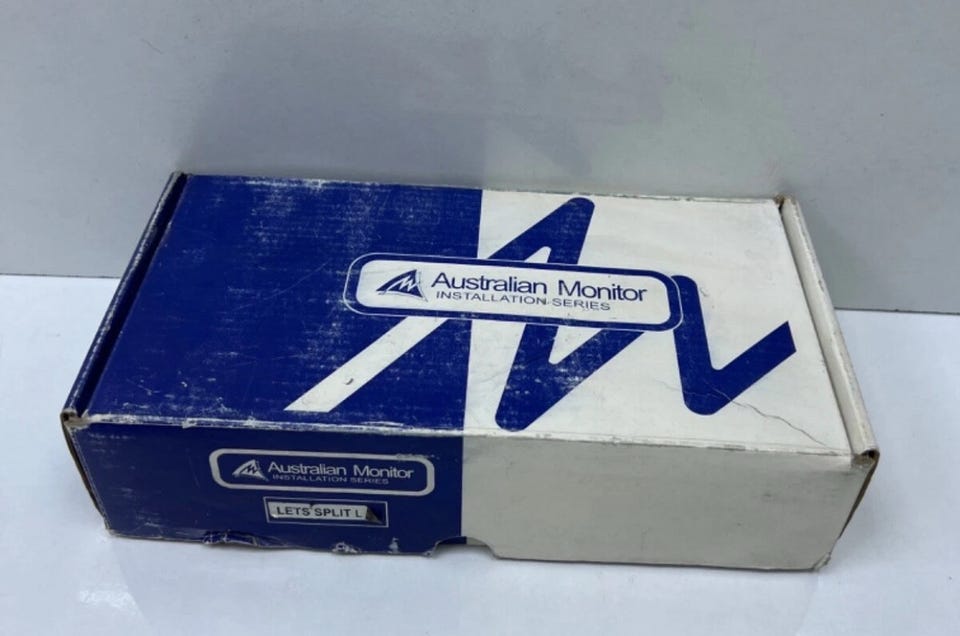 Australian Monitor
INSTALLATION SERIES
Australian Monitor
INSTALLATION SERIES
LETS SPLIT L